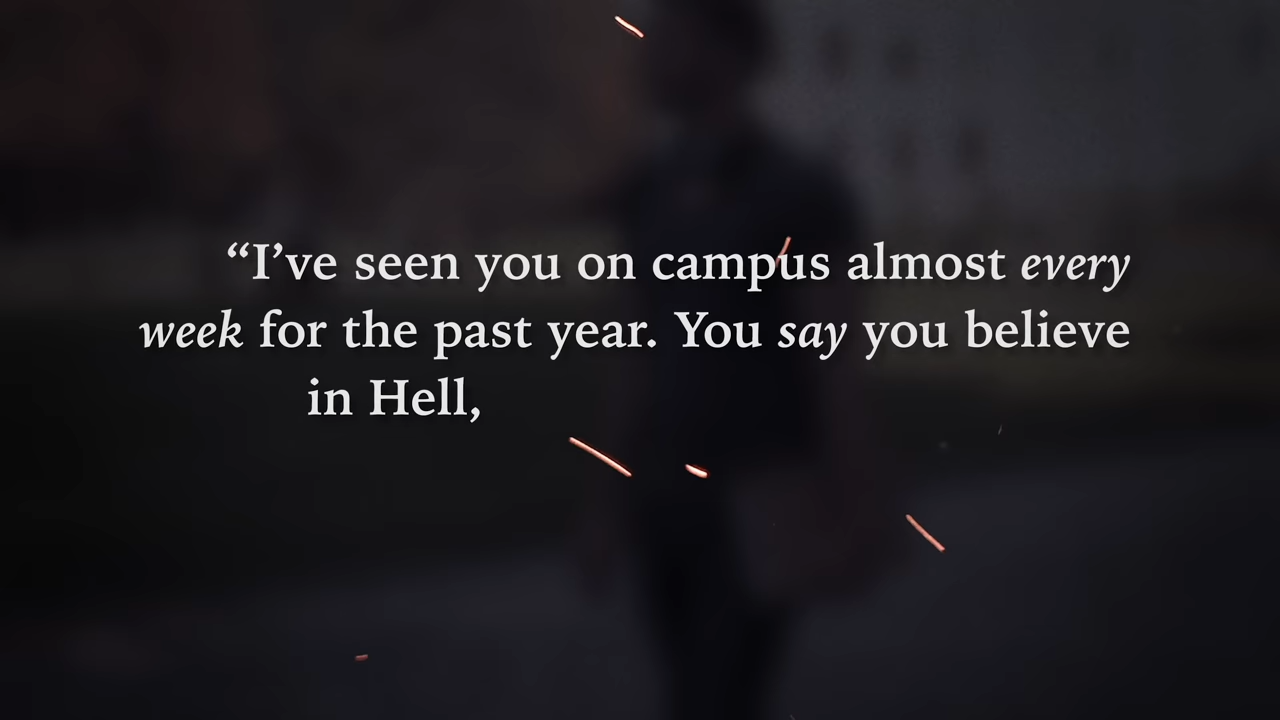 “I’ve seen you on campus almost every
week for the past year. You say you believe
in Hell,